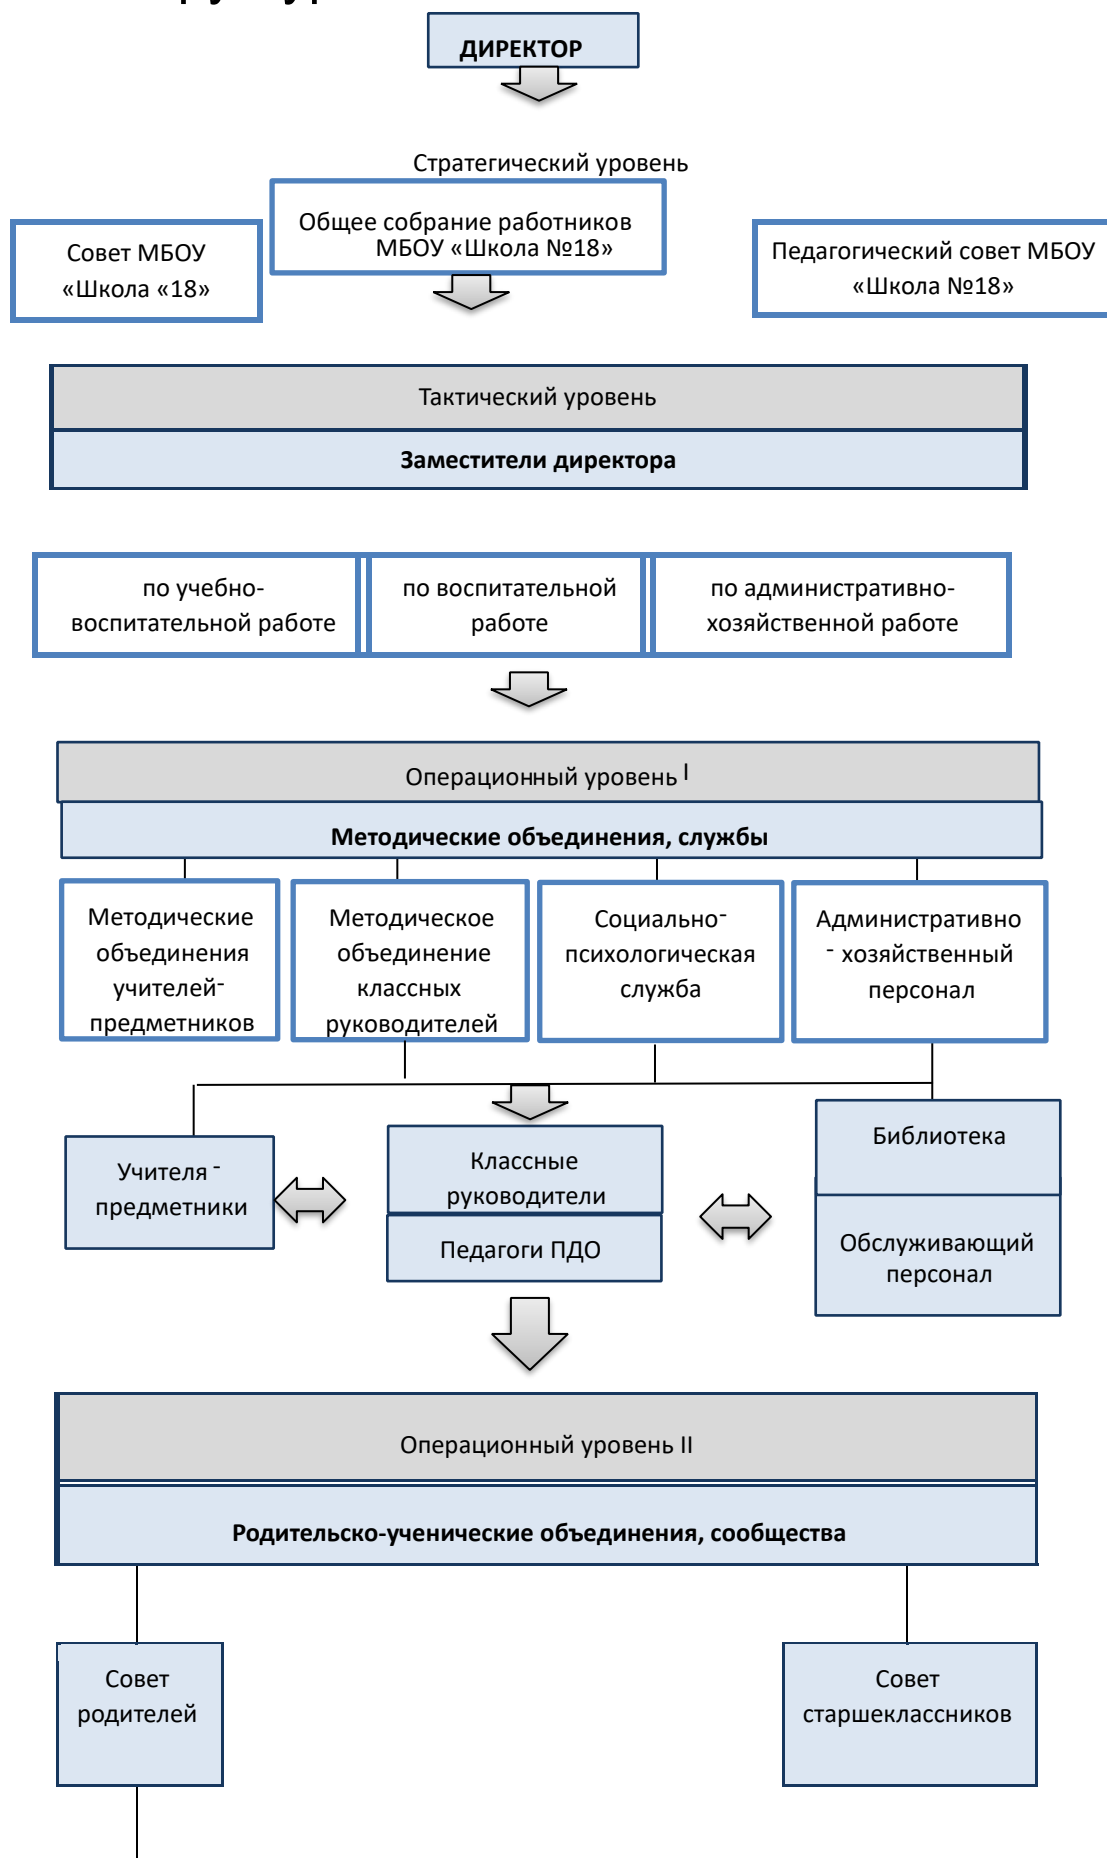 ДИРЕКТОР
Стратегический уровень
Общее собрание работников
МБОУ «Школа №18»
Совет МБОУ
«Школа «18»
Педагогический совет МБОУ
«Школа №18»
Тактический уровень
Заместители директора
по учебно-
воспитательной работе
по воспитательной
работе
по административно-
хозяйственной работе
Операционный уровень I
Методические объединения, службы
Методические
объединения
учителей-
предметников
Методическое
объединение
классных
руководителей
Социально-
психологическая
служба
Административно
- хозяйственный
персонал
Учителя -
предметники
Классные
руководители
Педагоги ПДО
Библиотека
Обслуживающий
персонал
Операционный уровень II
Родительско-ученические объединения, сообщества
Совет
родителей
Совет
старшеклассников